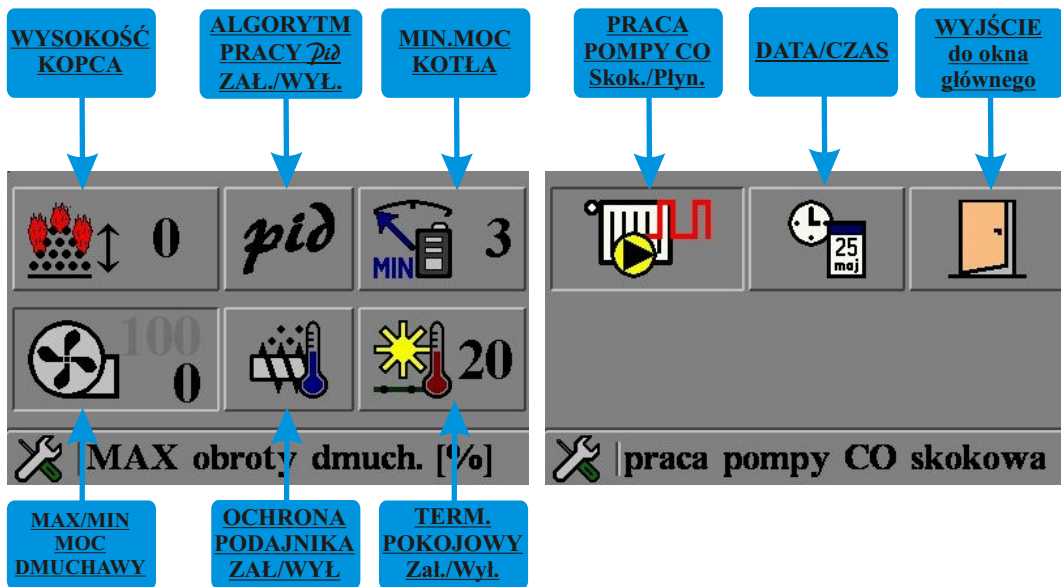 WYSOKOŚĆ
KOPCA
ALGORYTM
PRACY Pid
ZAŁ./WYŁ.
MIN.MOC
KOTŁA
PRACA
POMPY CO
Skok./Płyn.
DATA/CZAS
WYJŚCIE
do okna
głównego
0
pid
MIN
3
25
maj
100
0
20
MAX obroty dmuch. [%]
praca pompy CO skokowa
MAX/MIN
MOC
DMUCHAWY
OCHRONA
PODAJNIKA
ZAŁ/WYŁ
TERM.
POKOJOWY
Zał./Wył.